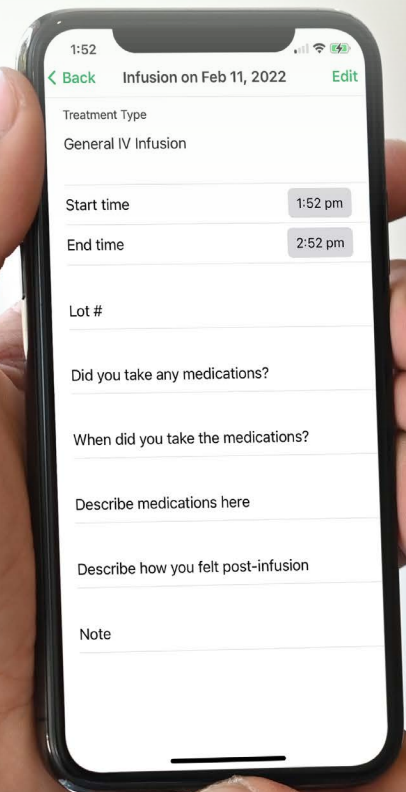 1:52
Back Infusion on Feb 11, 2022 Edit
Treatment Type
General IV Infusion
Start time 1:52 pm
End time 2:52 pm
Lot #
Did you take any medications?
When did you take the medications?
Describe medications here
Describe how you felt post-infusion
Note